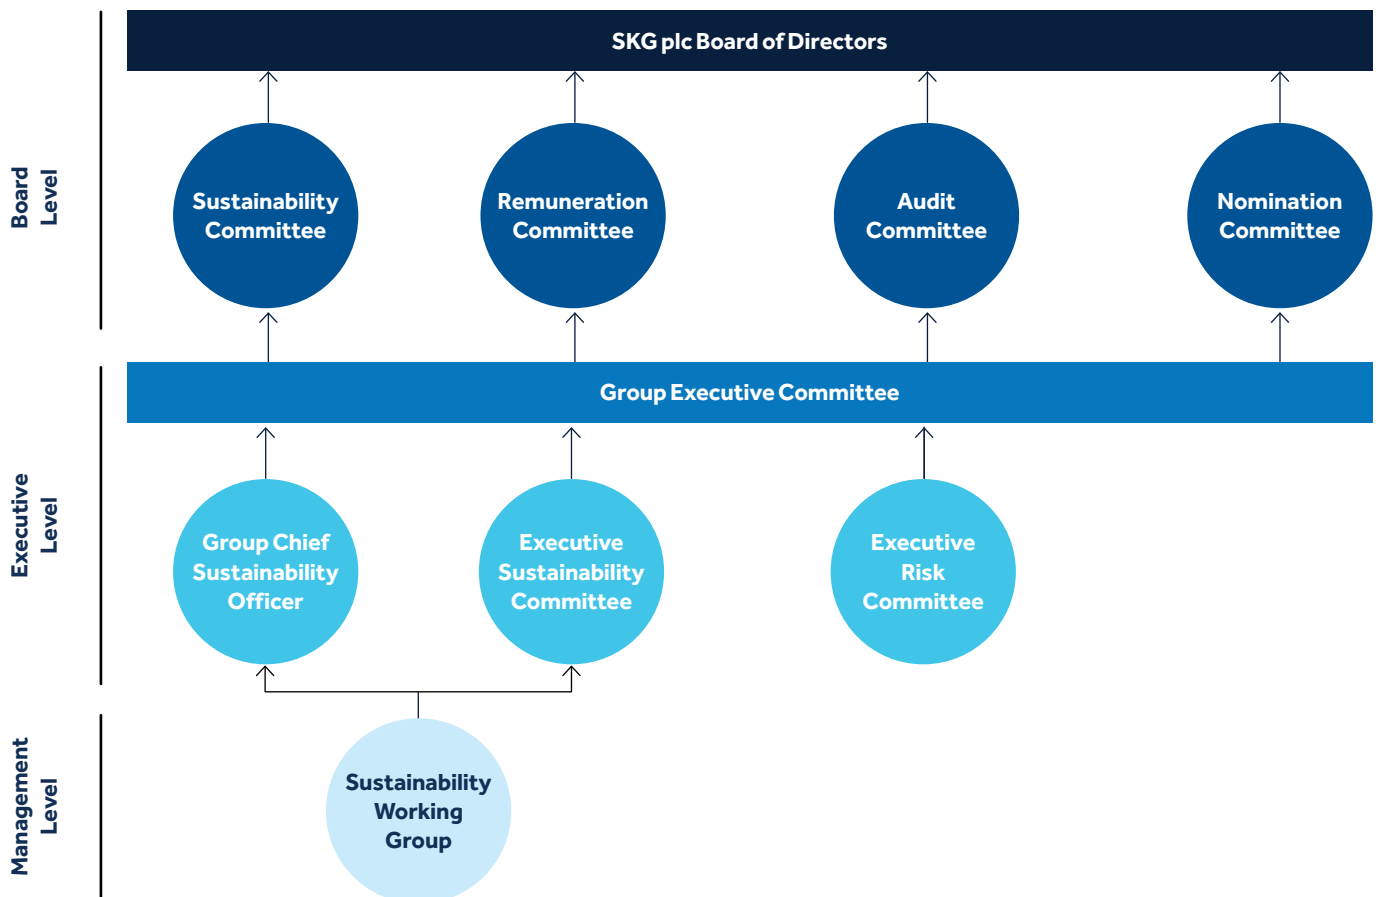 SKG plc Board of Directors
Board
Level
Sustainability
Committee
Remuneration
Committee
Audit
Committee
Nomination
Committee
Group Executive Committee
Executive
Level
Group Chief
Sustainability
Officer
Executive
Sustainability
Committee
Executive
Risk
Committee
Management
Level
Sustainability
Working
Group